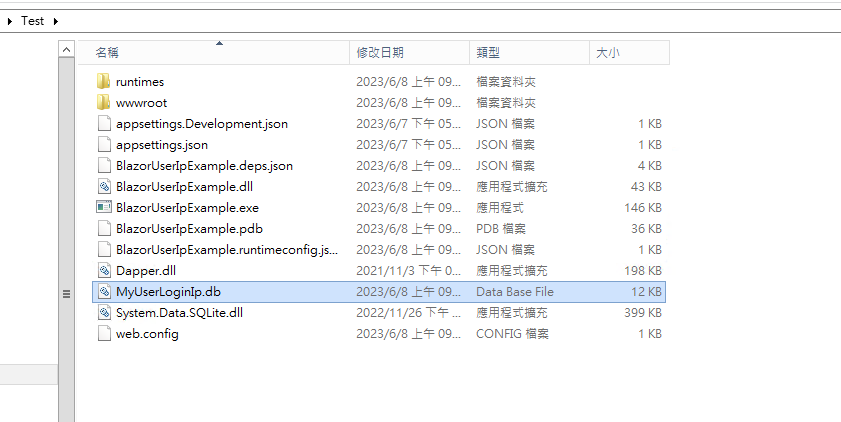 Test
名稱 修改日期 類型 大小
runtimes 2023/6/8 上午 09... 檔案資料夾
wwwroot 2023/6/8 上午 09... 檔案資料夾
appsettings.Development.json 2023/6/7 下午 05... JSON 檔案 1 KB
appsettings.json 2023/6/7 下午 05... JSON 檔案 1 KB
BlazorUserIpExample.deps.json 2023/6/8 上午 09... JSON 檔案 4 KB
BlazorUserIpExample.dll 2023/6/8 上午 09... 應用程式擴充 43 KB
BlazorUserIpExample.exe 2023/6/8 上午 09... 應用程式 146 KB
BlazorUserIpExample.pdb 2023/6/8 上午 09... PDB 檔案 36 KB
BlazorUserIpExample.runtimeconfig.js... 2023/6/8 上午 09... JSON 檔案 1 KB
Dapper.dll 2021/11/3 下午 0... 應用程式擴充 198 KB
MyUserLoginIp.db 2023/6/8 上午 09... Data Base File 12 KB
System.Data.SQLite.dll 2022/11/26 下午 ... 應用程式擴充 399 KB
web.config 2023/6/8 上午 09... CONFIG 檔案 1 KB